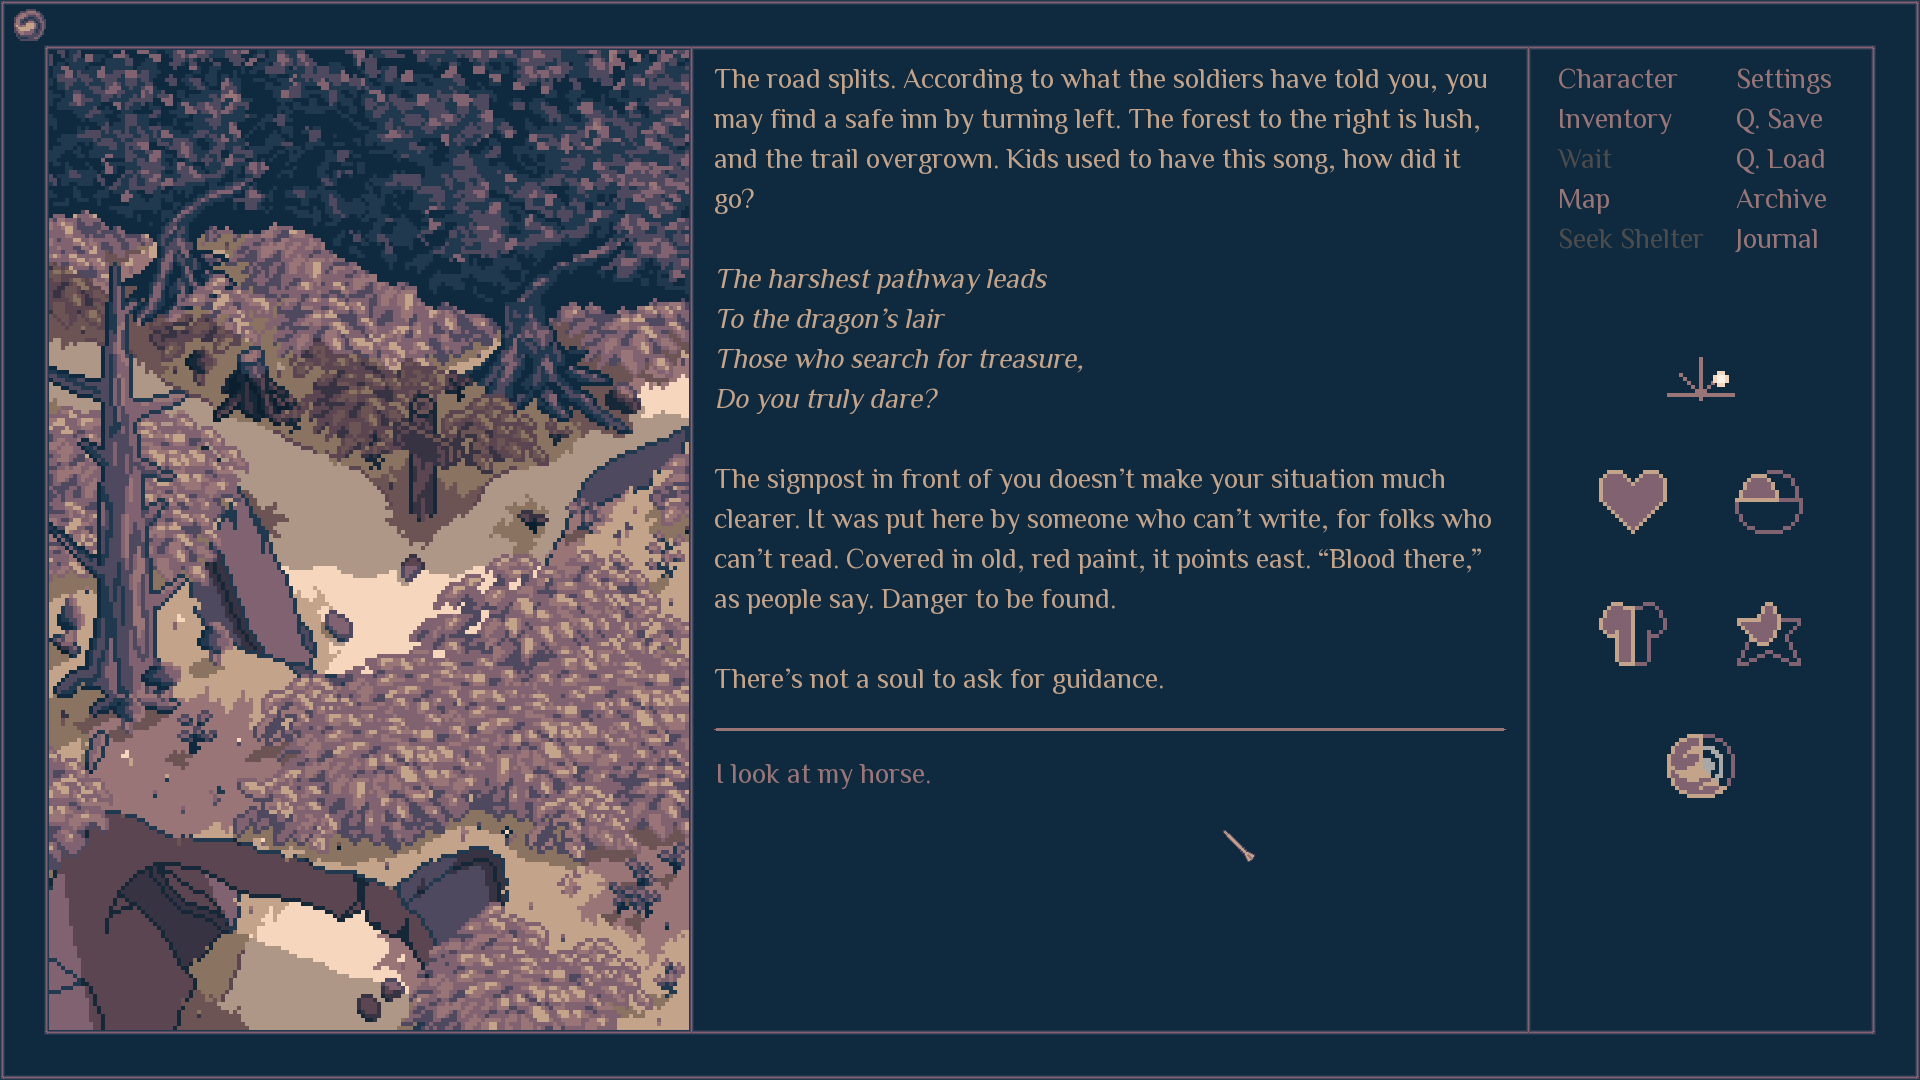 The road splits. According to what the soldiers have told you, you
may find a safe inn by turning left. The forest to the right is lush,
and the trail overgrown. Kids used to have this song, how did it
go?
The harshest pathway leads
To the dragon’s lair
Those who search for treasure,
Do you truly dare?
The signpost in front of you doesn’t make your situation much
clearer. It was put here by someone who can’t write, for folks who
can’t read. Covered in old, red paint, it points east. “Blood there,”
as people say. Danger to be found.
There’s not a soul to ask for guidance.
I look at my horse.
Character
Inventory
Wait
Map
Seek Shelter
Settings
Q. Save
Q. Load
Archive
Journal